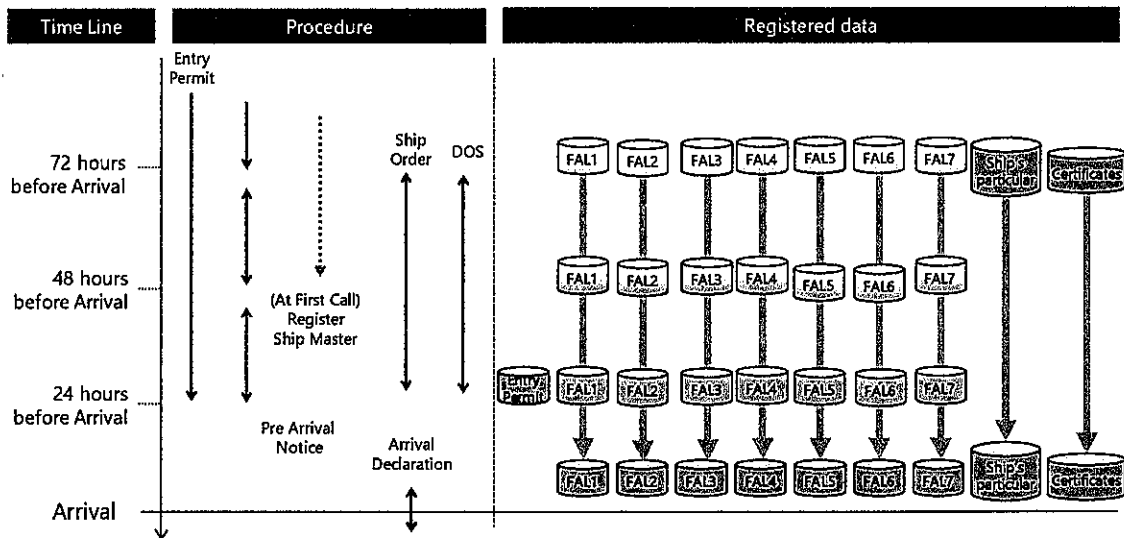 Time Line
Procedure
Registered data
Entry
Permit
Ship
Order
DOS
72 hours
before Arrival
FAL1
FAL2
FAL3
FAL4
FAL5
FAL6
FAL7
Ship's
particular
Certificates
48 hours
before Arrival
(At First Call)
Register
Ship Master
FAL1
FAL2
FAL3
FAL4
FAL5
FAL6
FAL7
24 hours
before Arrival
Entry
Permit
FAL1
FAL2
FAL3
FAL4
FAL5
FAL6
FAL7
Pre Arrival
Notice
Arrival
Declaration
FAL1
FAL2
FAL3
FAL4
FAL5
FAL6
FAL7
Ship's
particular
Certificates
Arrival